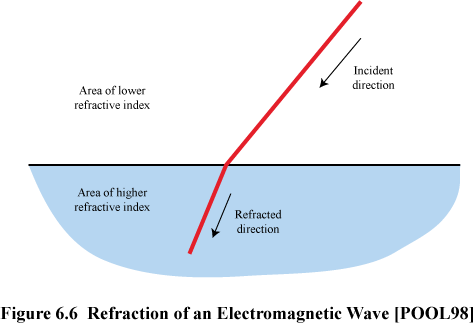 Incident
direction
Area of lower
refractive index
Area of higher
refractive index
Refracted
direction
Figure 6.6 Refraction of an Electromagnetic Wave [POOL98]